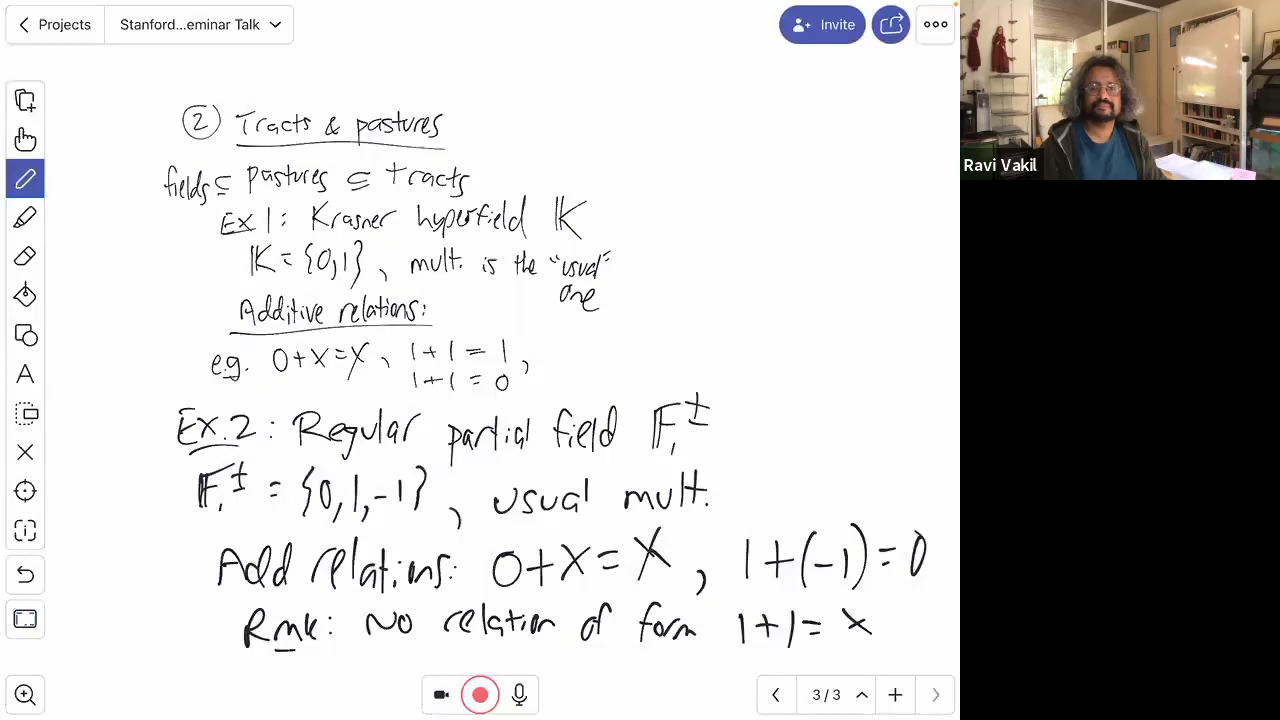 Projects
Stanford...eminar Talk
Invite
② Tracts & pastures
fields ⊆ pastures ⊆ tracts
Ex 1: Krasner hyperfield 𝕂
𝕂 = {0,1}, mult. is the "usual"
one
Additive relations:
e.g. 0+x=x, 1+1=1,
1+1=0
Ex. 2: Regular partial field 𝔽₁±
𝔽₁± = {0,1,-1}, usual mult.
Add relations: 0+x=x, 1+(-1)=0
Rmk: No relation of form 1+1=x
3/3
Ravi Vakil